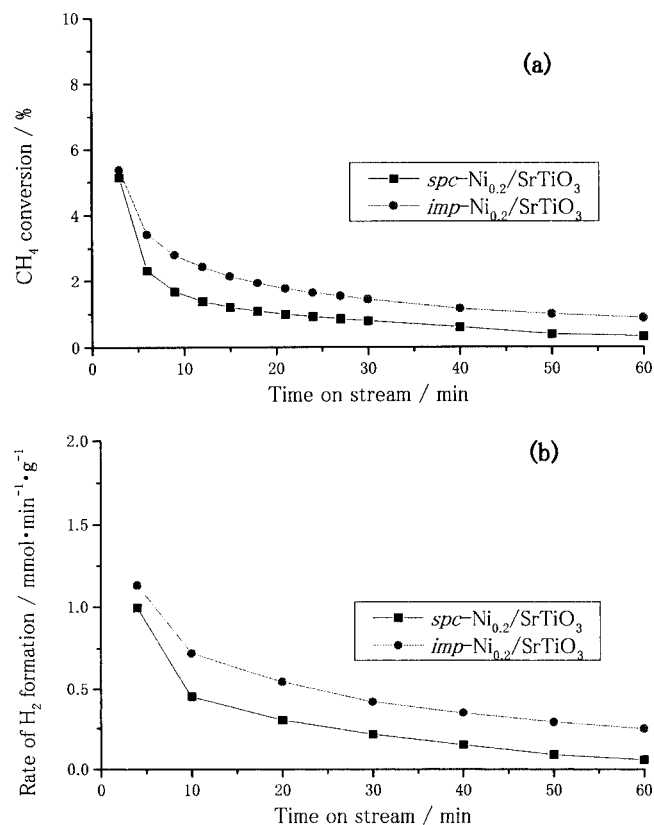 (a)
CH₄ conversion / %
10
8
6
4
2
0
spc-Ni₀.₂/SrTiO₃
imp-Ni₀.₂/SrTiO₃
0 10 20 30 40 50 60
Time on stream / min
(b)
Rate of H₂ formation / mmol·min⁻¹·g⁻¹
2.0
1.5
1.0
0.5
0.0
spc-Ni₀.₂/SrTiO₃
imp-Ni₀.₂/SrTiO₃
0 10 20 30 40 50 60
Time on stream / min